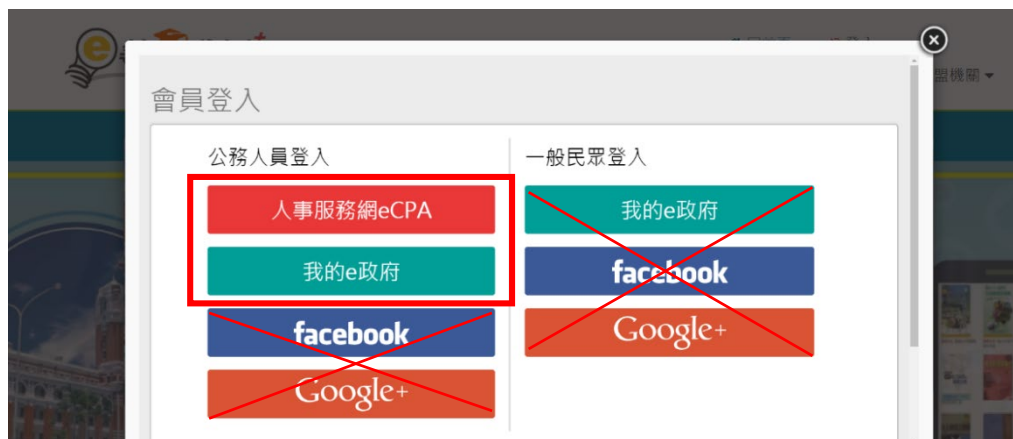 盟機關
會員登入
公務人員登入
人事服務網eCPA
我的e政府
facebook
Google+
一般民眾登入
我的e政府
facebook
Google+